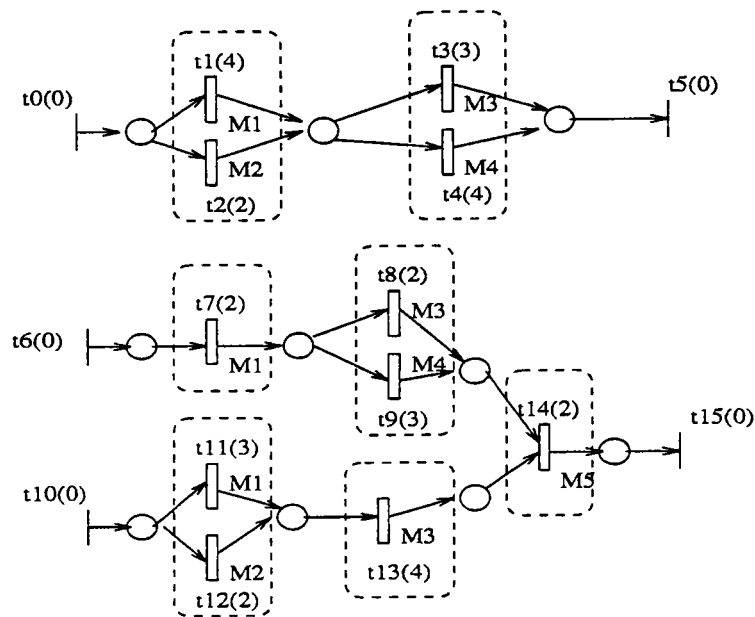 t1(4)
t3(3)
t0(0)
t5(0)
M1
M3
M2
M4
t2(2)
t4(4)
t7(2)
t8(2)
M3
t6(0)
M1
M4
t9(3)
t14(2)
t15(0)
t11(3)
t10(0)
M1
M5
M3
M2
t13(4)
t12(2)